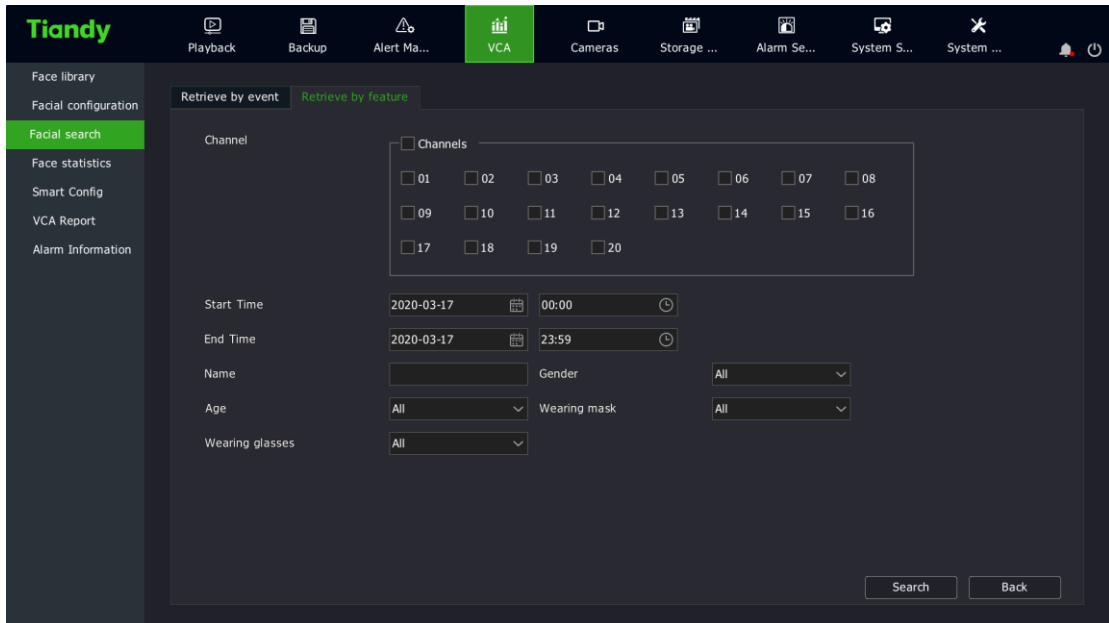 Tiandy
Playback Backup Alert Ma... VCA Cameras Storage ... Alarm Se... System S... System ...
Face library
Facial configuration
Facial search
Face statistics
Smart Config
VCA Report
Alarm Information
Retrieve by event Retrieve by feature
Channel
Channels
01 02 03 04 05 06 07 08
09 10 11 12 13 14 15 16
17 18 19 20
Start Time 2020-03-17 00:00
End Time 2020-03-17 23:59
Name Gender All
Age All Wearing mask All
Wearing glasses All
Search Back